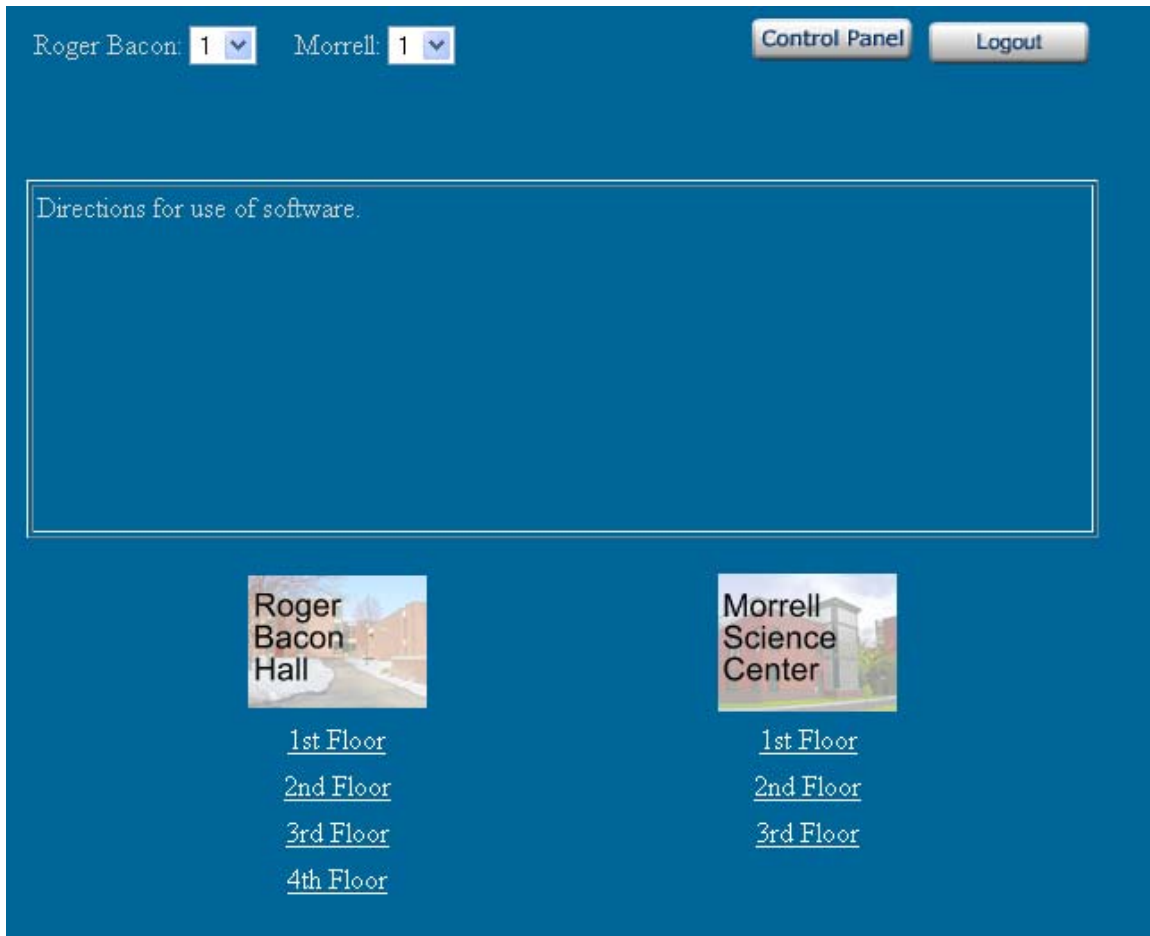 Roger Bacon: 1 Morrell: 1 Control Panel Logout
Directions for use of software.
Roger
Bacon
Hall
1st Floor
2nd Floor
3rd Floor
4th Floor
Morrell
Science
Center
1st Floor
2nd Floor
3rd Floor